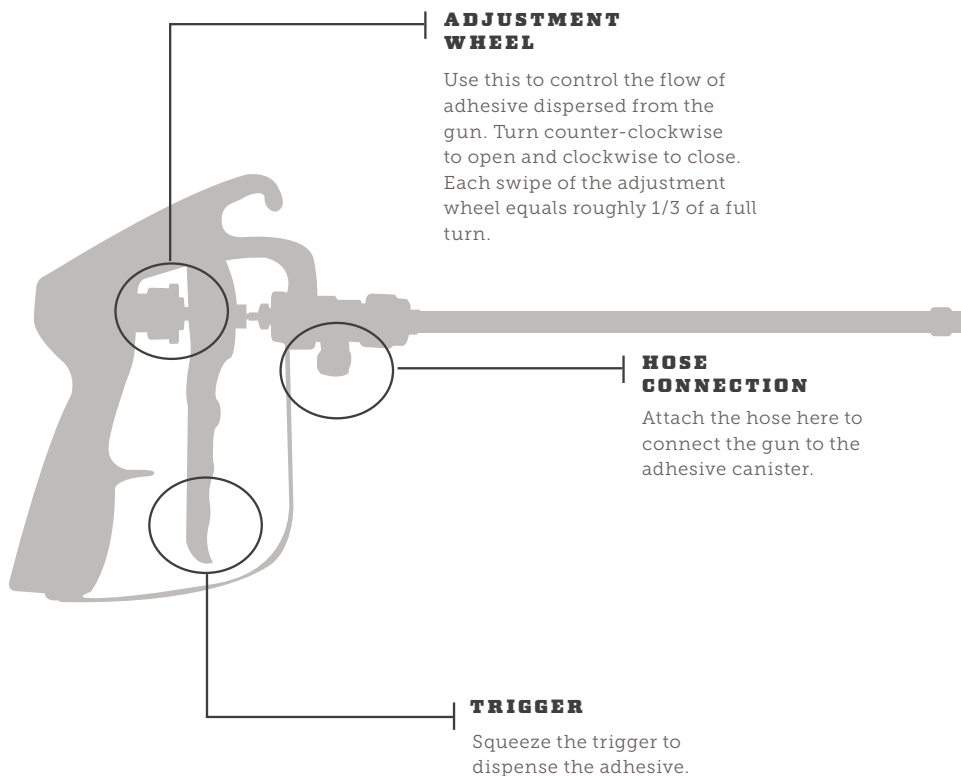 ADJUSTMENT
WHEEL
Use this to control the flow of
adhesive dispersed from the
gun. Turn counter-clockwise
to open and clockwise to close.
Each swipe of the adjustment
wheel equals roughly 1/3 of a full
turn.
HOSE
CONNECTION
Attach the hose here to
connect the gun to the
adhesive canister.
TRIGGER
Squeeze the trigger to
dispense the adhesive.